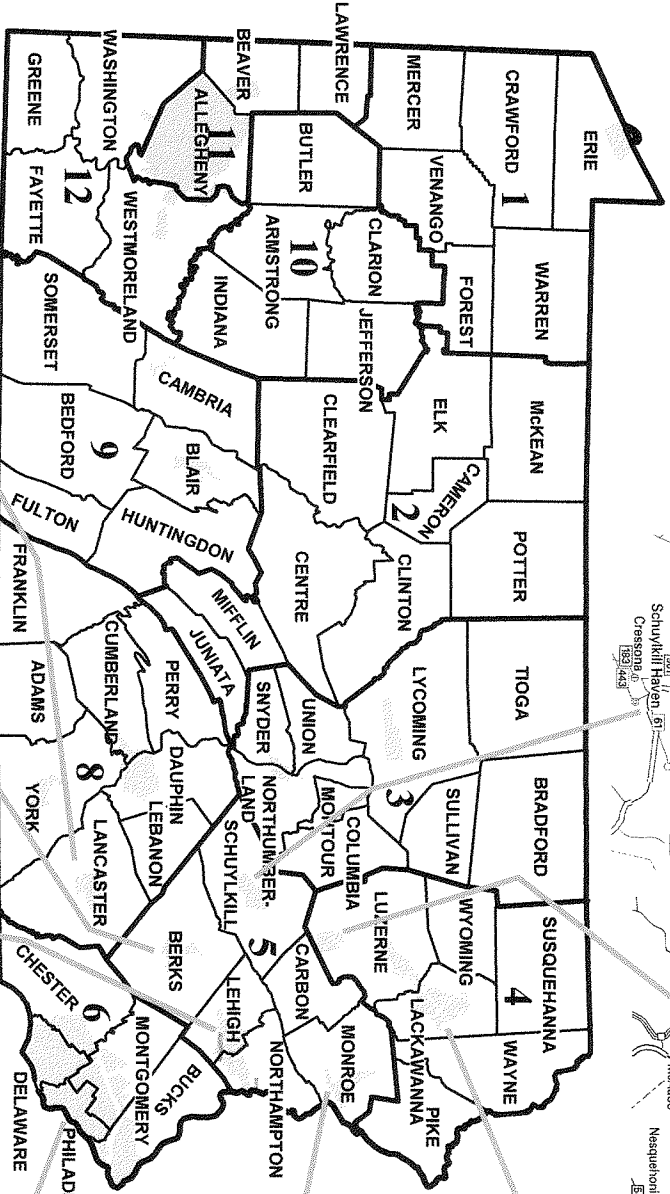 ERIE
CRAWFORD
1
MERCER
LAWRENCE
BEAVER
WASHINGTON
GREENE
WARREN
FOREST
VENANGO
BUTLER
11
ALLEGHENY
12
FAYETTE
WESTMORELAND
CLARION
10
ARMSTRONG
INDIANA
JEFFERSON
McKEAN
ELK
CAMERON
2
CLEARFIELD
CAMBRIA
SOMERSET
BEDFORD
9
BLAIR
FULTON
HUNTINGDON
POTTER
CLINTON
CENTRE
MIFFLIN
JUNIATA
FRANKLIN
TIOGA
LYCOMING
UNION
SNYDER
PERRY
CUMBERLAND
ADAMS
BRADFORD
SULLIVAN
3
COLUMBIA
MONTOUR
NORTHUMBER-
LAND
SCHUYLKILL
DAUPHIN
LEBANON
8
YORK
LANCASTER
SUSQUEHANNA
4
WYOMING
LUZERNE
LACKAWANNA
WAYNE
PIKE
MONROE
CARBON
5
LEHIGH
NORTHAMPTON
BERKS
BUCKS
MONTGOMERY
6
CHESTER
DELAWARE
PHILAD
Schuylkill Haven
61
Cressona
183
443
Nesquehoni